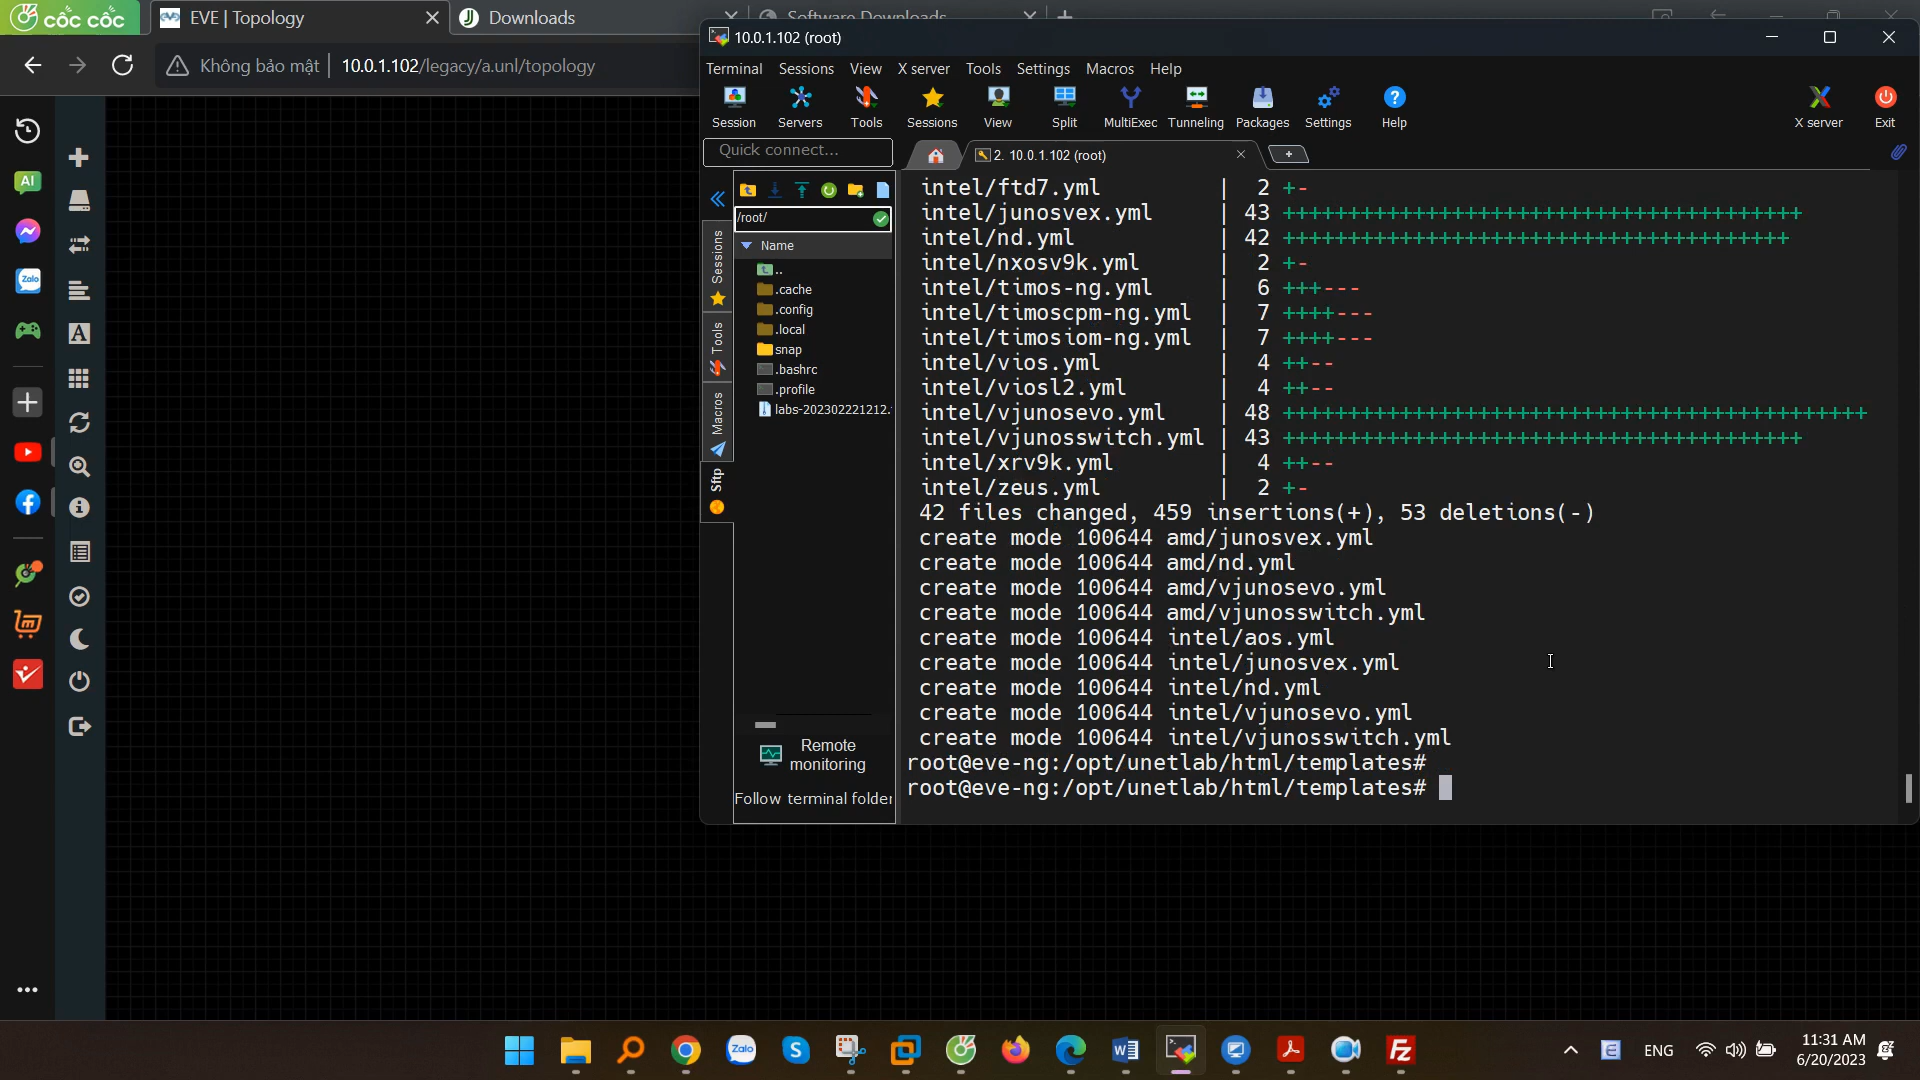 cốc cốc
EVE | Topology
Downloads
Software Downloads
Không bảo mật
10.0.1.102/legacy/a.unl/topology
AI
Zalo
10.0.1.102 (root)
Terminal Sessions View X server Tools Settings Macros Help
Session Servers Tools Sessions View Split MultiExec Tunneling Packages Settings Help X server Exit
Quick connect...
2. 10.0.1.102 (root)
/root/
Name
..
.cache
.config
.local
snap
.bashrc
.profile
labs-202302221212.
Sessions
Tools
Macros
Sftp
Remote
monitoring
Follow terminal folder
intel/ftd7.yml | 2 +-
intel/junosvex.yml | 43 ++++++++++++++++++++++++++++++++++++++++
intel/nd.yml | 42 +++++++++++++++++++++++++++++++++++++++
intel/nxosv9k.yml | 2 +-
intel/timos-ng.yml | 6 +++---
intel/timoscpm-ng.yml | 7 ++++---
intel/timosiom-ng.yml | 7 ++++---
intel/vios.yml | 4 ++--
intel/viosl2.yml | 4 ++--
intel/vjunosevo.yml | 48 +++++++++++++++++++++++++++++++++++++++++++++
intel/vjunosswitch.yml | 43 ++++++++++++++++++++++++++++++++++++++++
intel/xrv9k.yml | 4 ++--
intel/zeus.yml | 2 +-
42 files changed, 459 insertions(+), 53 deletions(-)
create mode 100644 amd/junosvex.yml
create mode 100644 amd/nd.yml
create mode 100644 amd/vjunosevo.yml
create mode 100644 amd/vjunosswitch.yml
create mode 100644 intel/aos.yml
create mode 100644 intel/junosvex.yml
create mode 100644 intel/nd.yml
create mode 100644 intel/vjunosevo.yml
create mode 100644 intel/vjunosswitch.yml
root@eve-ng:/opt/unetlab/html/templates#
root@eve-ng:/opt/unetlab/html/templates#
Zalo
ENG
11:31 AM
6/20/2023